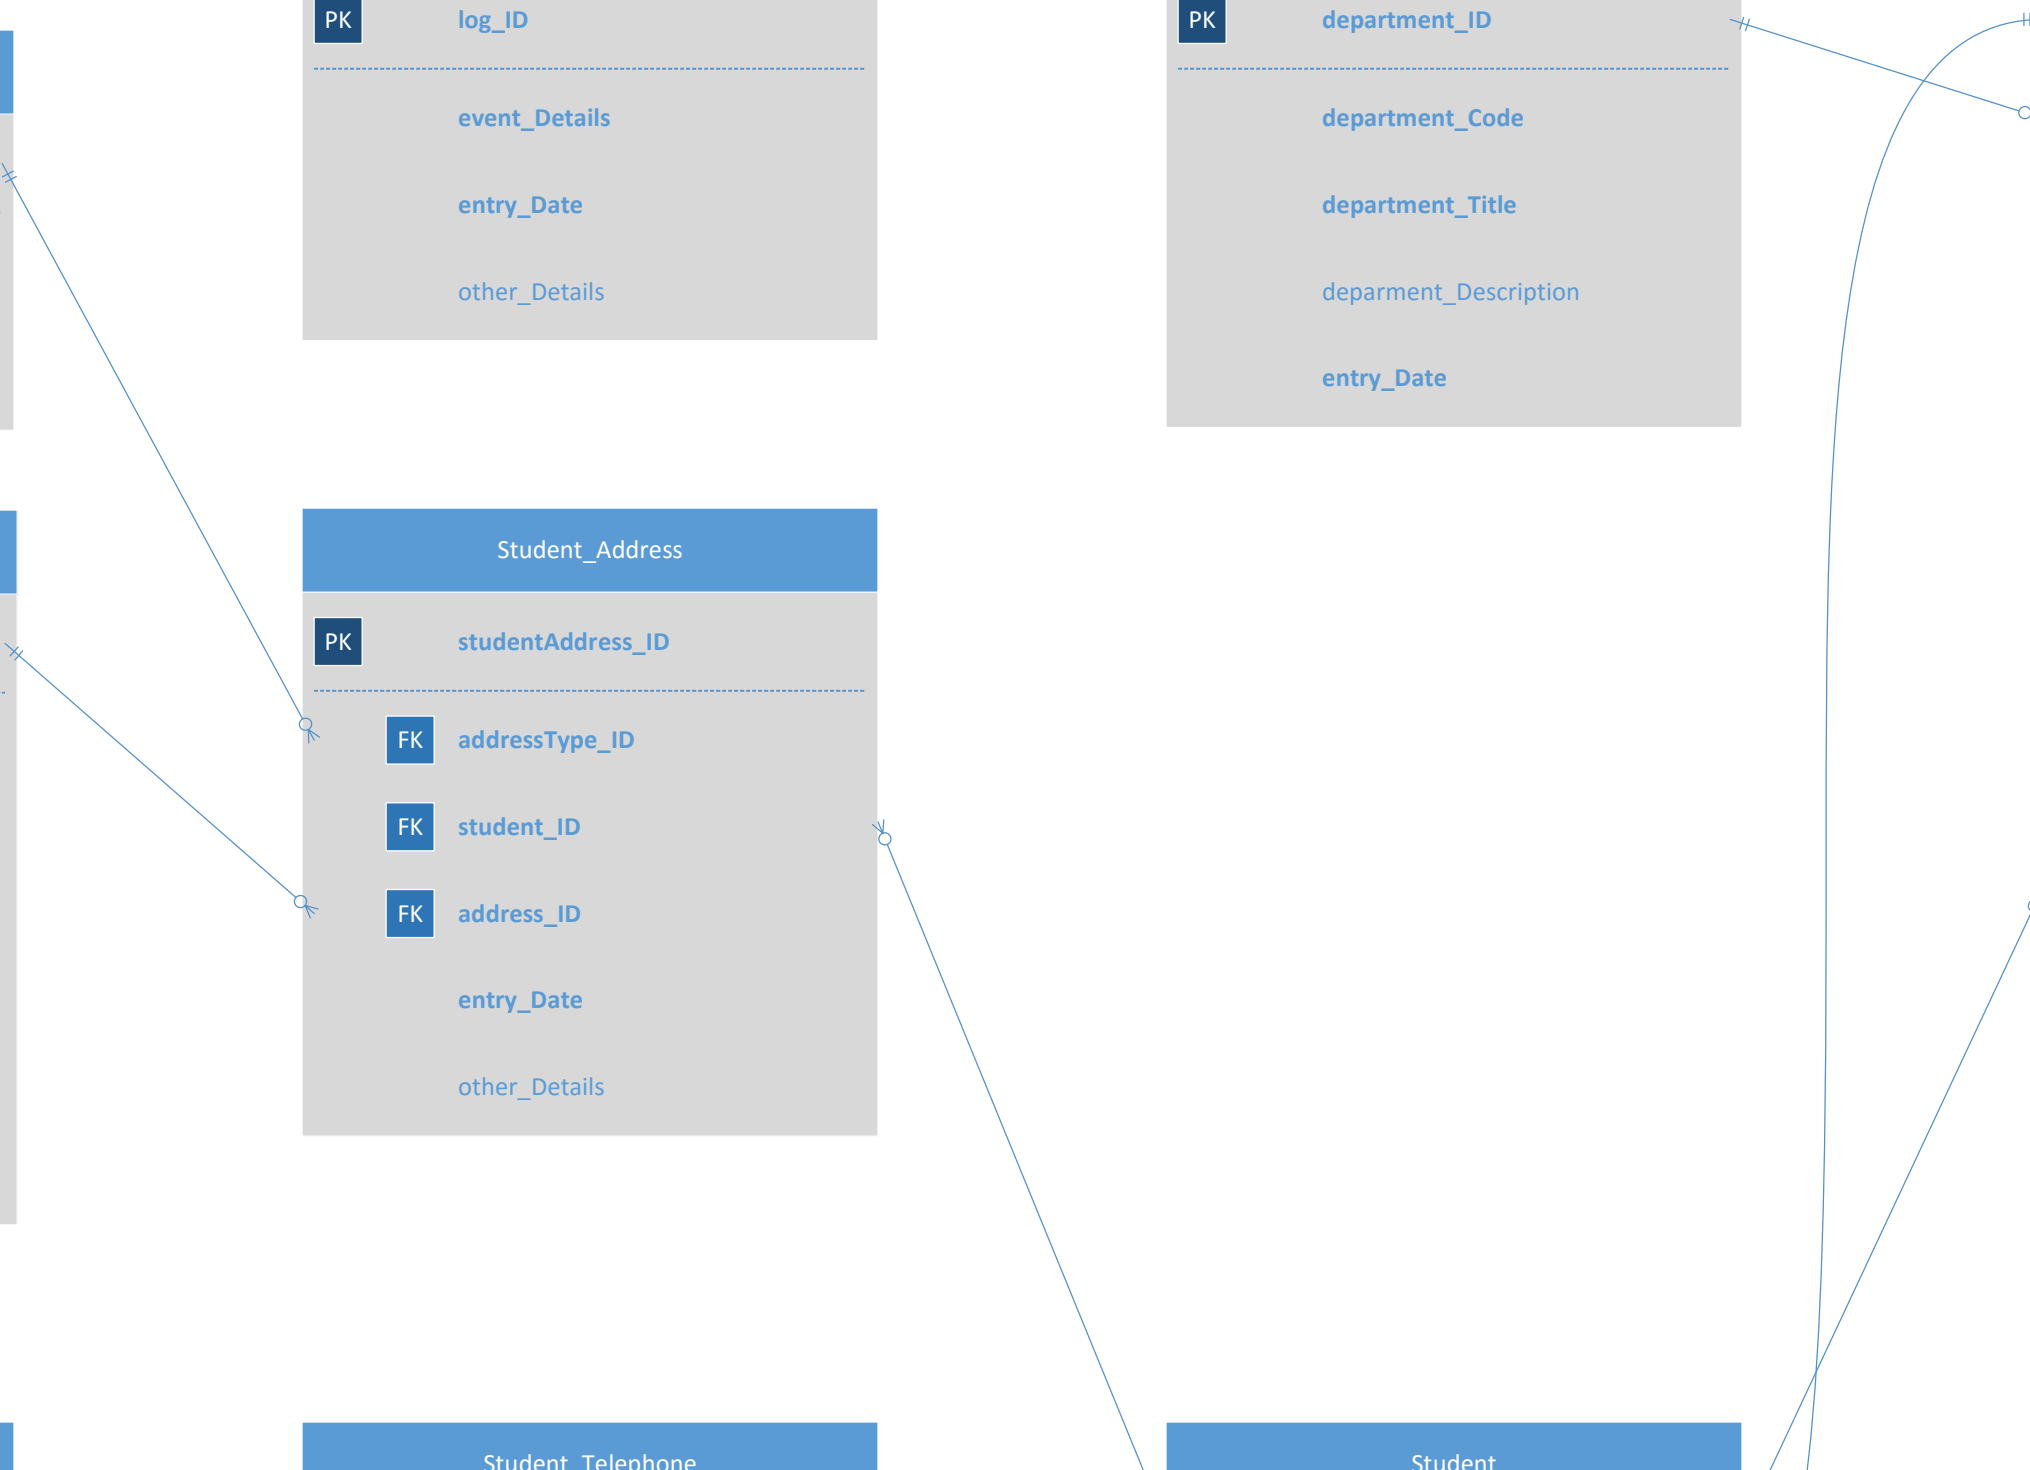 PK log_ID
event_Details
entry_Date
other_Details
PK department_ID
department_Code
department_Title
deparment_Description
entry_Date
Student_Address
PK studentAddress_ID
FK addressType_ID
FK student_ID
FK address_ID
entry_Date
other_Details
Student_Telephone
Student